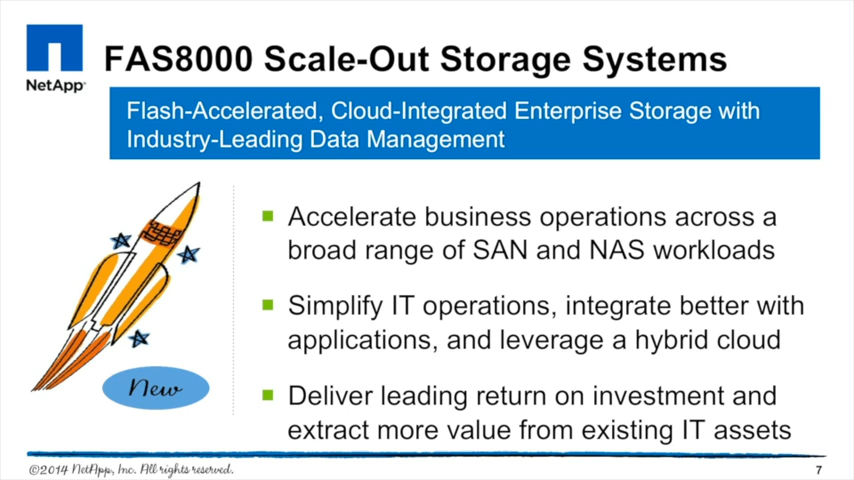 NetApp®
FAS8000 Scale-Out Storage Systems
Flash-Accelerated, Cloud-Integrated Enterprise Storage with
Industry-Leading Data Management
Accelerate business operations across a
broad range of SAN and NAS workloads
Simplify IT operations, integrate better with
applications, and leverage a hybrid cloud
Deliver leading return on investment and
extract more value from existing IT assets
New
©2014 NetApp, Inc. All rights reserved.
7